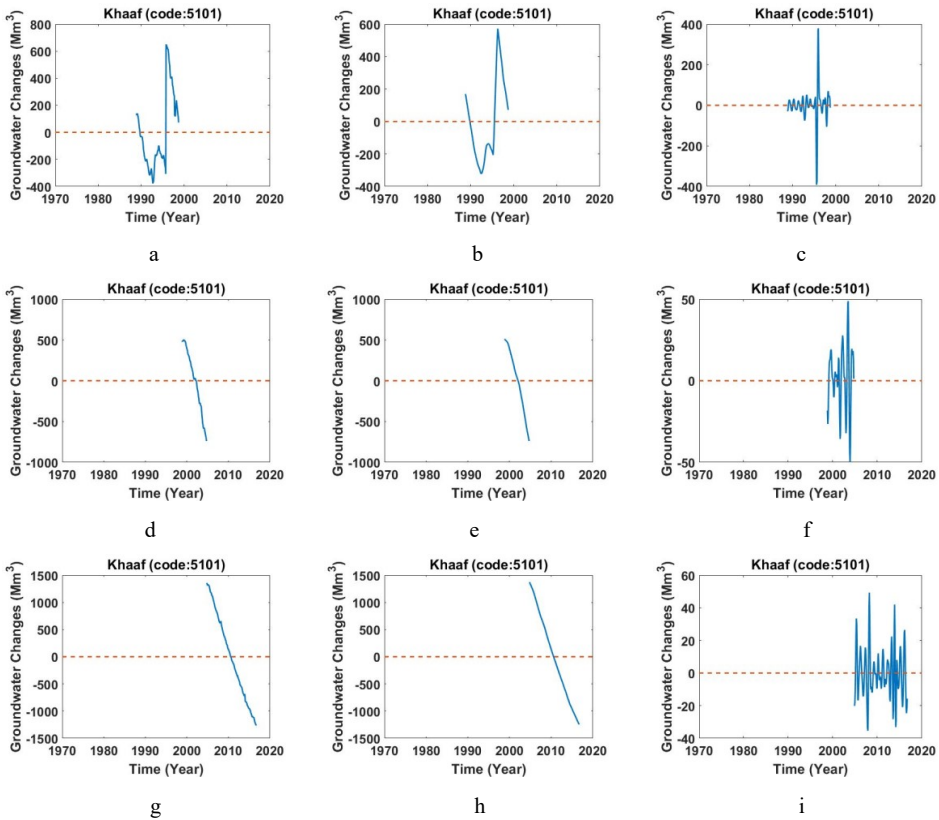 Khaaf (code:5101)
Groundwater Changes (Mm3)
800
600
400
200
0
-200
-400
1970 1980 1990 2000 2010 2020
Time (Year)
a
Khaaf (code:5101)
Groundwater Changes (Mm3)
600
400
200
0
-200
-400
1970 1980 1990 2000 2010 2020
Time (Year)
b
Khaaf (code:5101)
Groundwater Changes (Mm3)
400
200
0
-200
-400
1970 1980 1990 2000 2010 2020
Time (Year)
c
Khaaf (code:5101)
Groundwater Changes (Mm3)
1000
500
0
-500
-1000
1970 1980 1990 2000 2010 2020
Time (Year)
d
Khaaf (code:5101)
Groundwater Changes (Mm3)
1000
500
0
-500
-1000
1970 1980 1990 2000 2010 2020
Time (Year)
e
Khaaf (code:5101)
Groundwater Changes (Mm3)
50
0
-50
1970 1980 1990 2000 2010 2020
Time (Year)
f
Khaaf (code:5101)
Groundwater Changes (Mm3)
1500
1000
500
0
-500
-1000
-1500
1970 1980 1990 2000 2010 2020
Time (Year)
g
Khaaf (code:5101)
Groundwater Changes (Mm3)
1500
1000
500
0
-500
-1000
-1500
1970 1980 1990 2000 2010 2020
Time (Year)
h
Khaaf (code:5101)
Groundwater Changes (Mm3)
60
40
20
0
-20
-40
1970 1980 1990 2000 2010 2020
Time (Year)
i